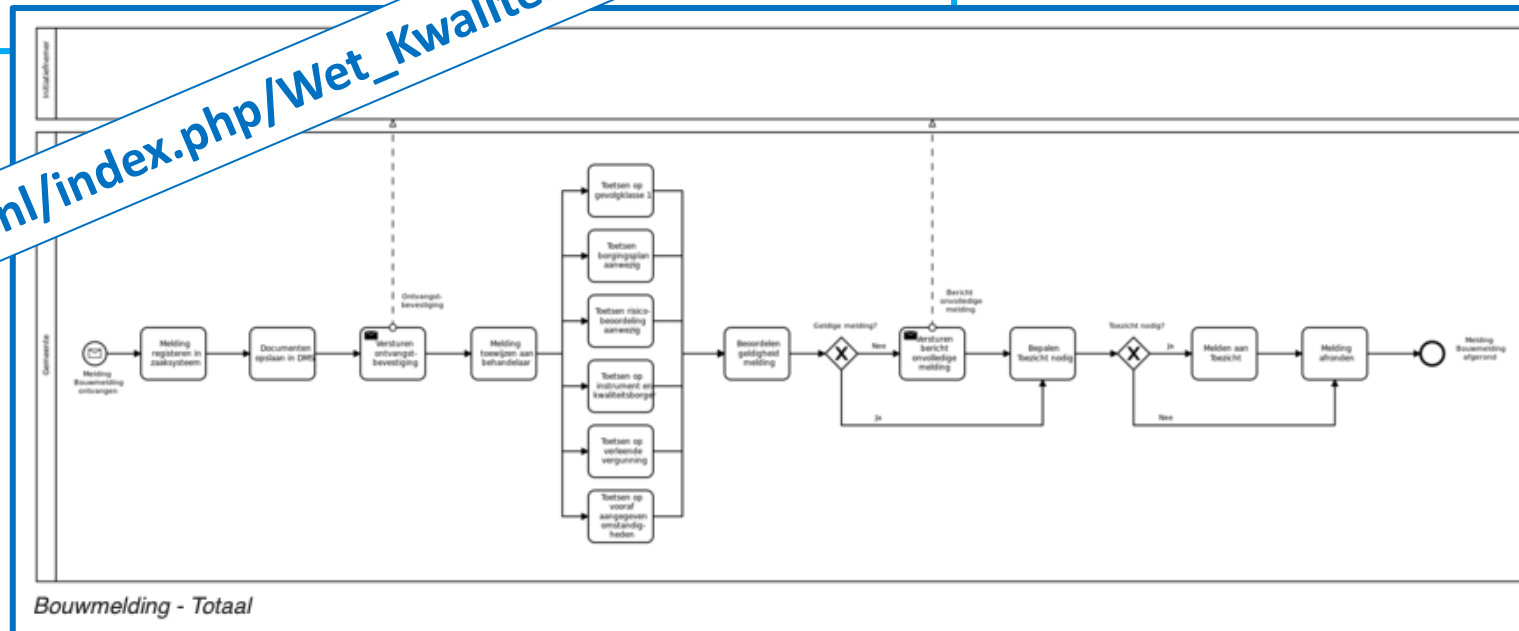 nl/index.php/Wet_Kwalite
Initiatiefnemer
Gemeente
Melding
Bouwmelding
ontvangen
Melding
registeren in
zaaksysteem
Documenten
opslaan in DMS
Ontvangst-
bevestiging
Versturen
ontvangst-
bevestiging
Melding
toewijzen aan
behandelaar
Toetsen op
gevolgklasse 1
Toetsen
borgingsplan
aanwezig
Toetsen risico-
beoordeling
aanwezig
Toetsen op
instrument en
kwaliteitsborger
Toetsen op
verleende
vergunning
Toetsen op
vooraf
aangegeven
omstandig-
heden
Beoordelen
geldigheid
melding
Geldige melding?
Nee
Ja
Bericht
onvolledige
melding
Versturen
bericht
onvolledige
melding
Bepalen
Toezicht nodig
Toezicht nodig?
Ja
Nee
Melden aan
Toezicht
Melding
afronden
Melding
Bouwmelding
afgerond
Bouwmelding - Totaal